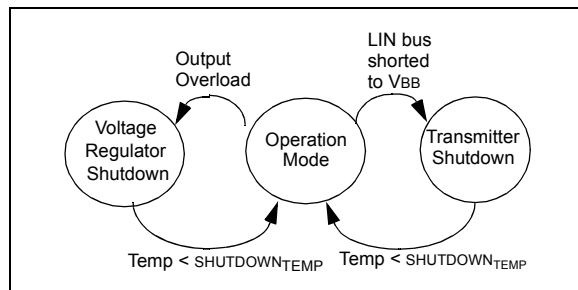 Output
Overload
LIN bus
shorted
to VBB
Voltage
Regulator
Shutdown
Operation
Mode
Transmitter
Shutdown
Temp < SHUTDOWNTEMP
Temp < SHUTDOWNTEMP